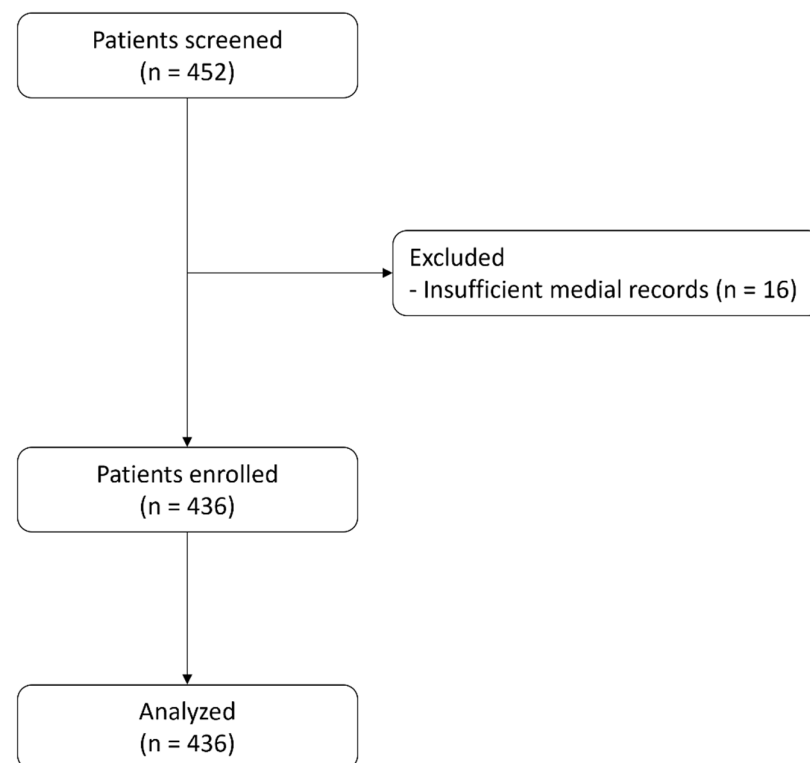 Patients screened
(n = 452)
Excluded
- Insufficient medial records (n = 16)
Patients enrolled
(n = 436)
Analyzed
(n = 436)